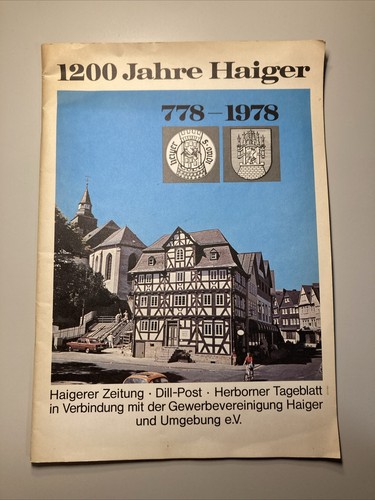 1200 Jahre Haiger
778–1978
Haigerer Zeitung · Dill-Post · Herborner Tageblatt
in Verbindung mit der Gewerbevereinigung Haiger
und Umgebung e.V.